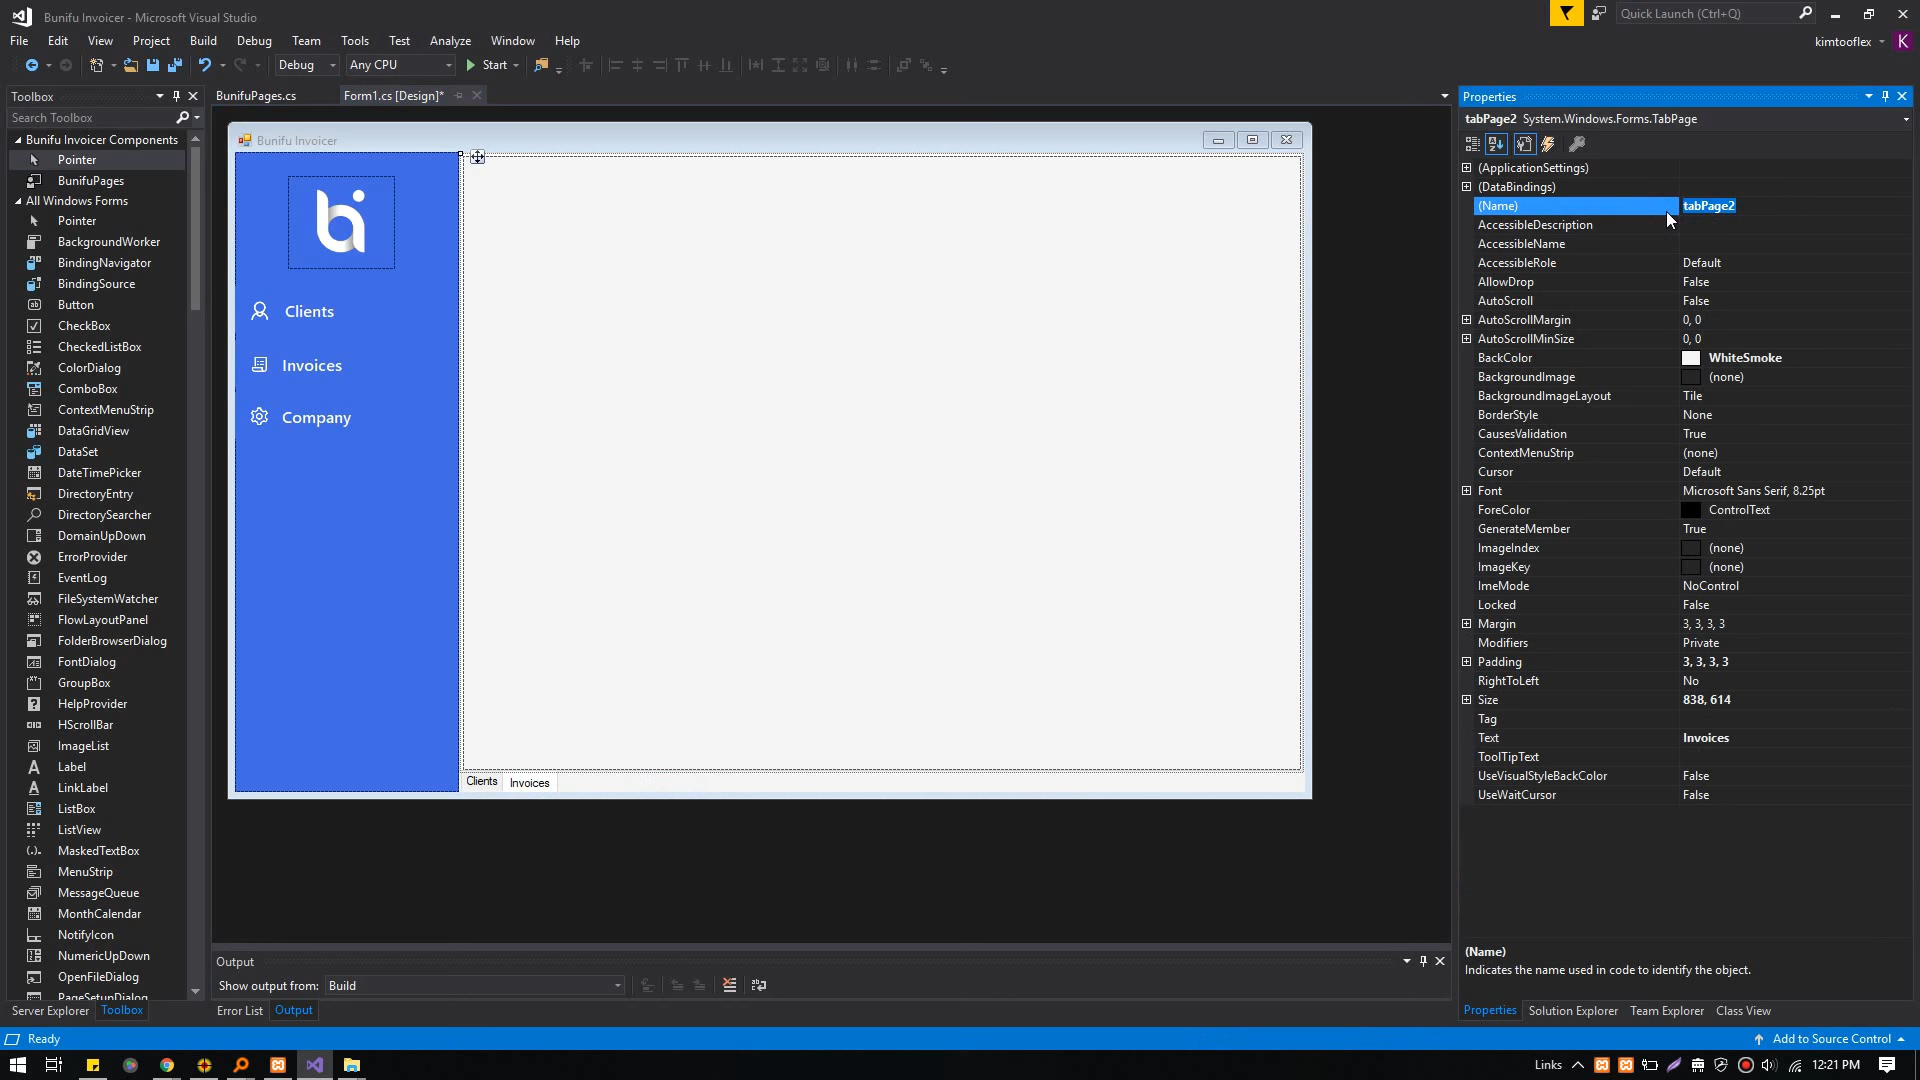 Bunifu Invoicer - Microsoft Visual Studio
Quick Launch (Ctrl+Q)
File Edit View Project Build Debug Team Tools Test Analyze Window Help
kimtooflex K
Debug Any CPU Start
Toolbox
Search Toolbox
Bunifu Invoicer Components
Pointer
BunifuPages
All Windows Forms
Pointer
BackgroundWorker
BindingNavigator
BindingSource
Button
CheckBox
CheckedListBox
ColorDialog
ComboBox
ContextMenuStrip
DataGridView
DataSet
DateTimePicker
DirectoryEntry
DirectorySearcher
DomainUpDown
ErrorProvider
EventLog
FileSystemWatcher
FlowLayoutPanel
FolderBrowserDialog
FontDialog
GroupBox
HelpProvider
HScrollBar
ImageList
Label
LinkLabel
ListBox
ListView
MaskedTextBox
MenuStrip
MessageQueue
MonthCalendar
NotifyIcon
NumericUpDown
OpenFileDialog
PageSetupDialog
Server Explorer Toolbox
BunifuPages.cs Form1.cs [Design]*
Bunifu Invoicer
bi
Clients
Invoices
Company
Clients Invoices
Output
Show output from: Build
Error List Output
Properties
tabPage2 System.Windows.Forms.TabPage
(ApplicationSettings)
(DataBindings)
(Name) tabPage2
AccessibleDescription
AccessibleName
AccessibleRole Default
AllowDrop False
AutoScroll False
AutoScrollMargin 0, 0
AutoScrollMinSize 0, 0
BackColor WhiteSmoke
BackgroundImage (none)
BackgroundImageLayout Tile
BorderStyle None
CausesValidation True
ContextMenuStrip (none)
Cursor Default
Font Microsoft Sans Serif, 8.25pt
ForeColor ControlText
GenerateMember True
ImageIndex (none)
ImageKey (none)
ImeMode NoControl
Locked False
Margin 3, 3, 3, 3
Modifiers Private
Padding 3, 3, 3, 3
RightToLeft No
Size 838, 614
Tag
Text Invoices
ToolTipText
UseVisualStyleBackColor False
UseWaitCursor False
(Name)
Indicates the name used in code to identify the object.
Properties Solution Explorer Team Explorer Class View
Ready
Add to Source Control
Links 12:21 PM